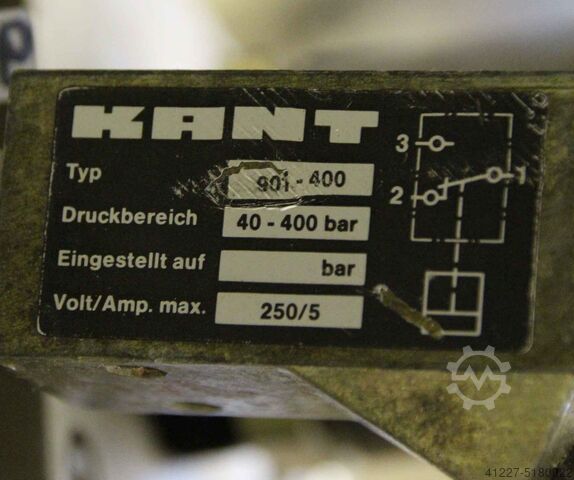 KANT
Typ 901 - 400
Druckbereich 40 - 400 bar
Eingestellt auf bar
Volt/Amp. max. 250/5
3
1
2
41227-5180022